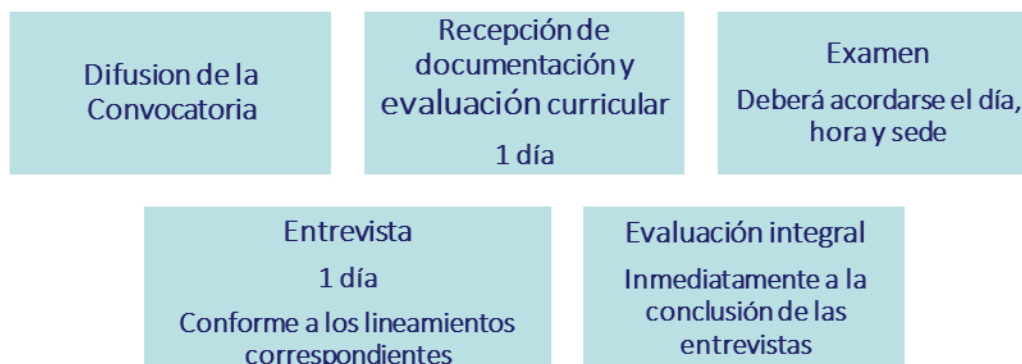 Difusion de la
Convocatoria
Recepción de
documentación y
evaluación curricular
1 día
Examen
Deberá acordarse el día,
hora y sede
Entrevista
1 día
Conforme a los lineamientos
correspondientes
Evaluación integral
Inmediatamente a la
conclusión de las
entrevistas